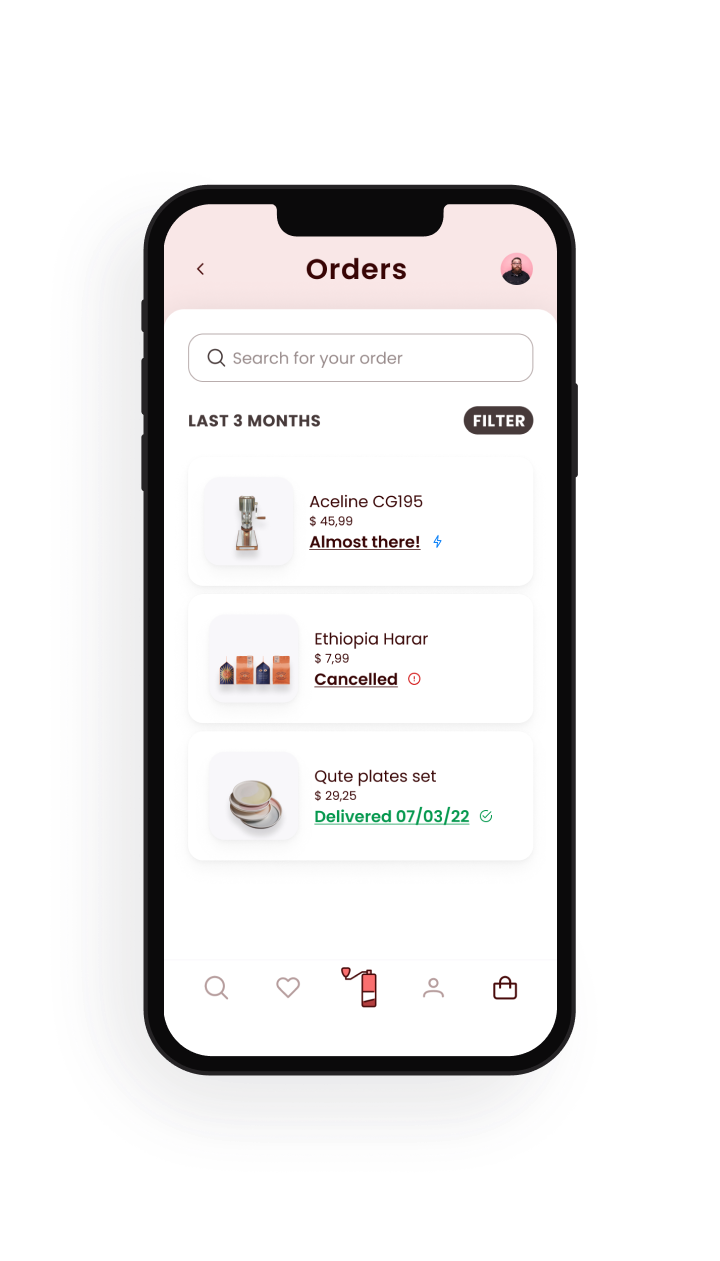 Orders
Search for your order
LAST 3 MONTHS
FILTER
Aceline CG195
$ 45,99
Almost there!
Ethiopia Harar
$ 7,99
Cancelled
Qute plates set
$ 29,25
Delivered 07/03/22